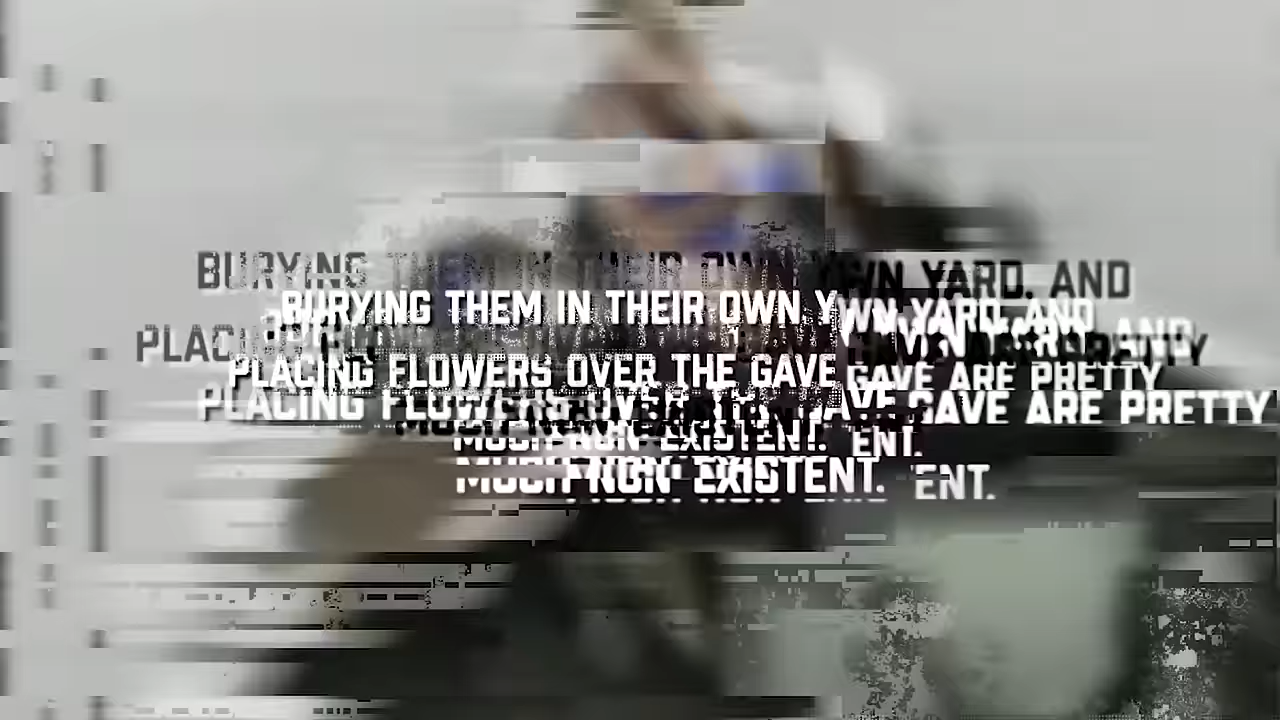 BURYING THEM IN THEIR OWN YARD, AND
PLACING FLOWERS OVER THE GAVE ARE PRETTY
MUCH NON EXISTENT.